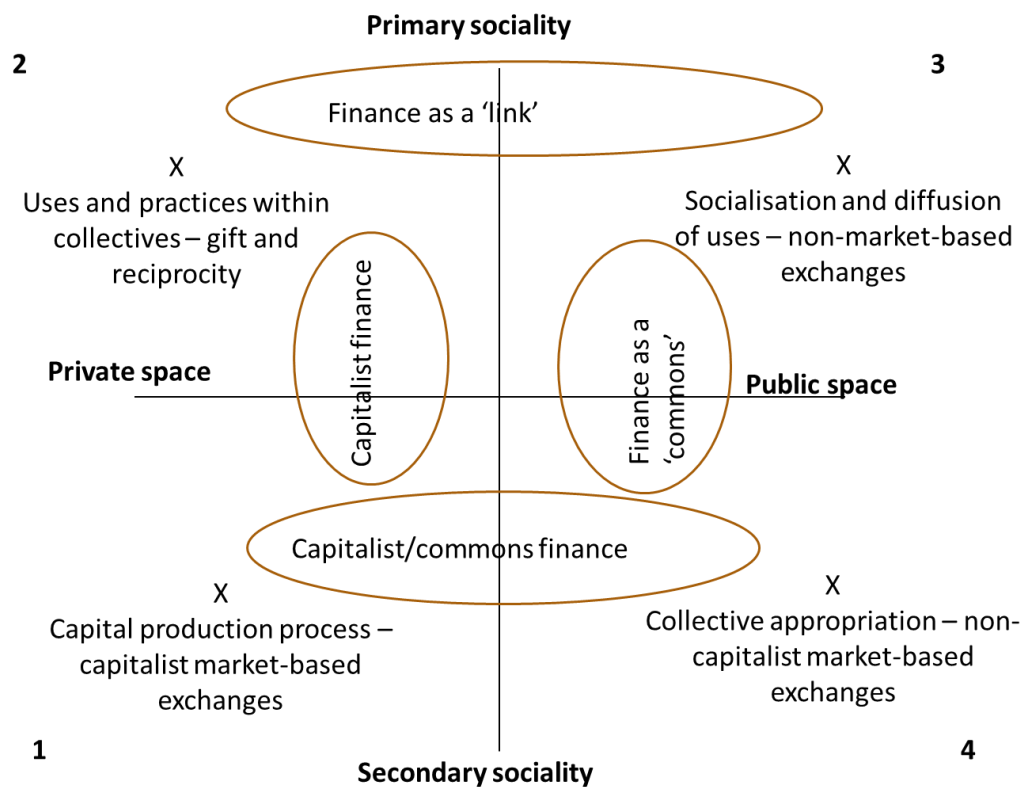 Primary sociality
2
3
Finance as a ‘link’
X
Uses and practices within
collectives – gift and
reciprocity
X
Socialisation and diffusion
of uses – non-market-based
exchanges
Private space
Capitalist finance
Finance as a
‘commons’
Public space
Capitalist/commons finance
X
Capital production process –
capitalist market-based
exchanges
X
Collective appropriation – non-
capitalist market-based
exchanges
1
4
Secondary sociality